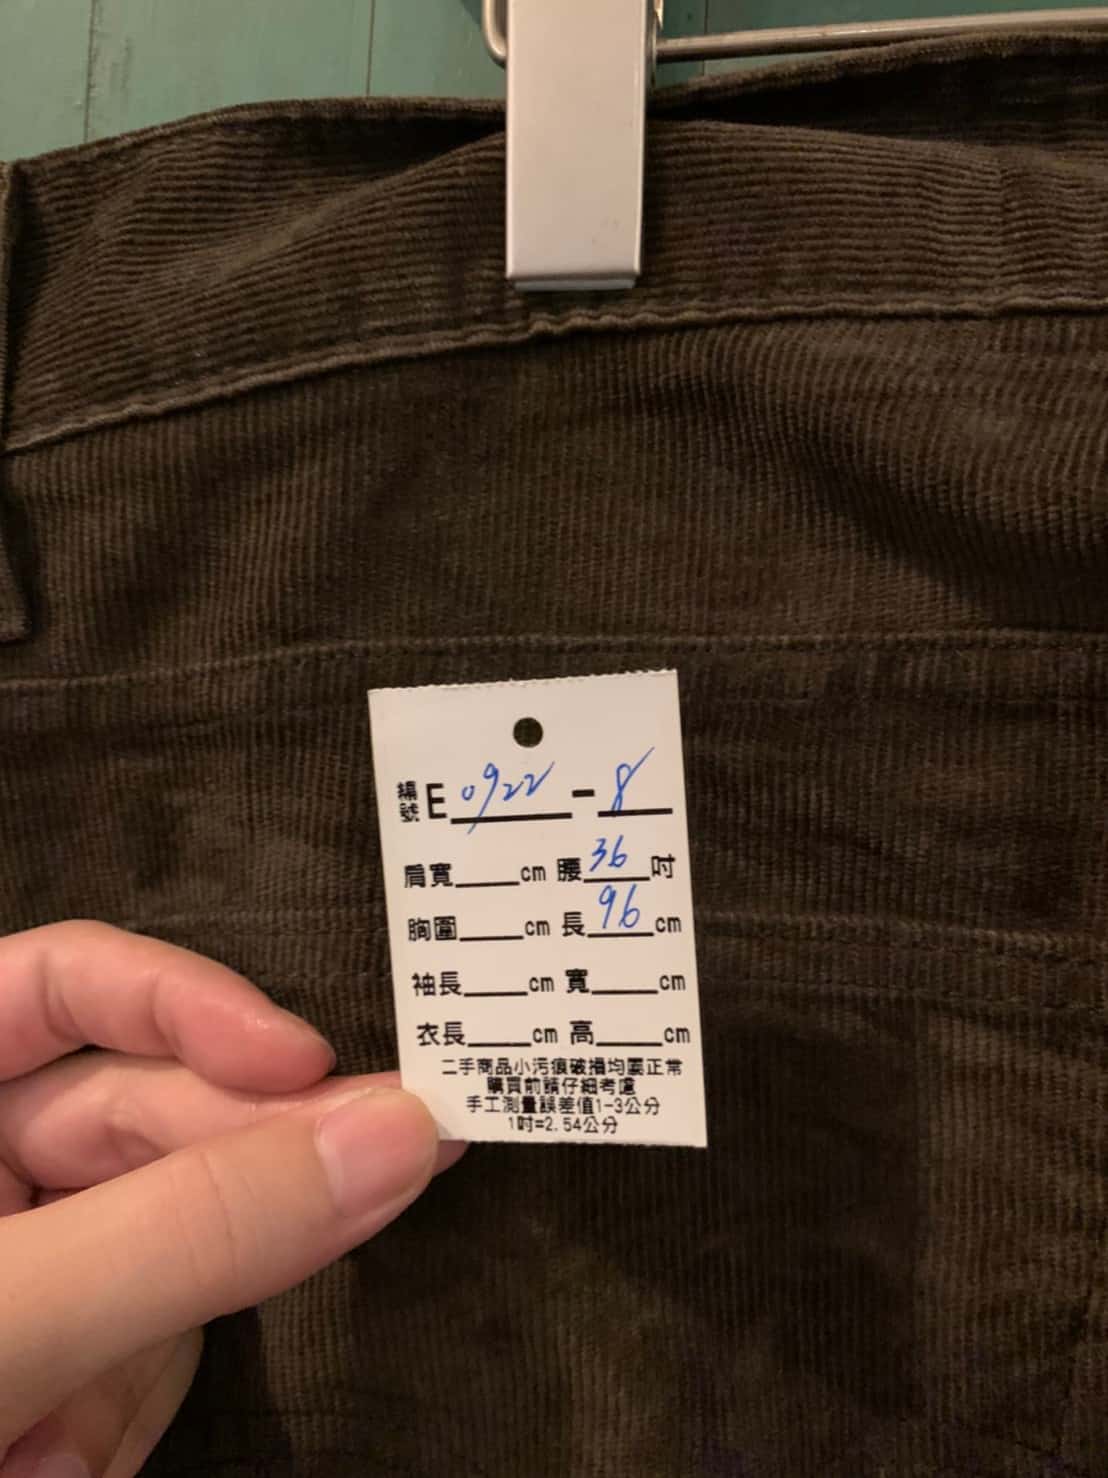 編號 E 0922 - 8
肩寬____cm 腰 36 吋
胸圍____cm 長 96 cm
袖長____cm 寬____cm
衣長____cm 高____cm
二手商品小污痕破損均屬正常
購買前請仔細考慮
手工測量誤差值1-3公分
1吋=2.54公分